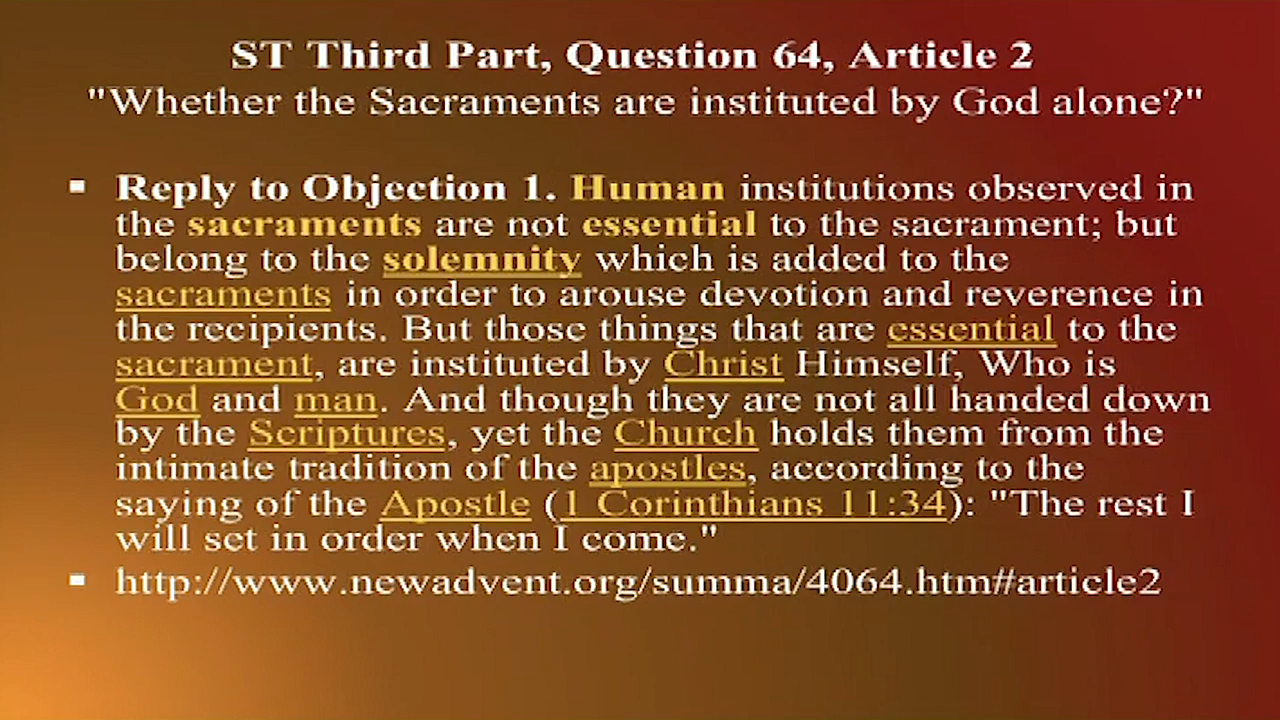 ST Third Part, Question 64, Article 2
"Whether the Sacraments are instituted by God alone?"
▪ Reply to Objection 1. Human institutions observed in
the sacraments are not essential to the sacrament; but
belong to the solemnity which is added to the
sacraments in order to arouse devotion and reverence in
the recipients. But those things that are essential to the
sacrament, are instituted by Christ Himself, Who is
God and man. And though they are not all handed down
by the Scriptures, yet the Church holds them from the
intimate tradition of the apostles, according to the
saying of the Apostle (1 Corinthians 11:34): "The rest I
will set in order when I come."
▪ http://www.newadvent.org/summa/4064.htm#article2